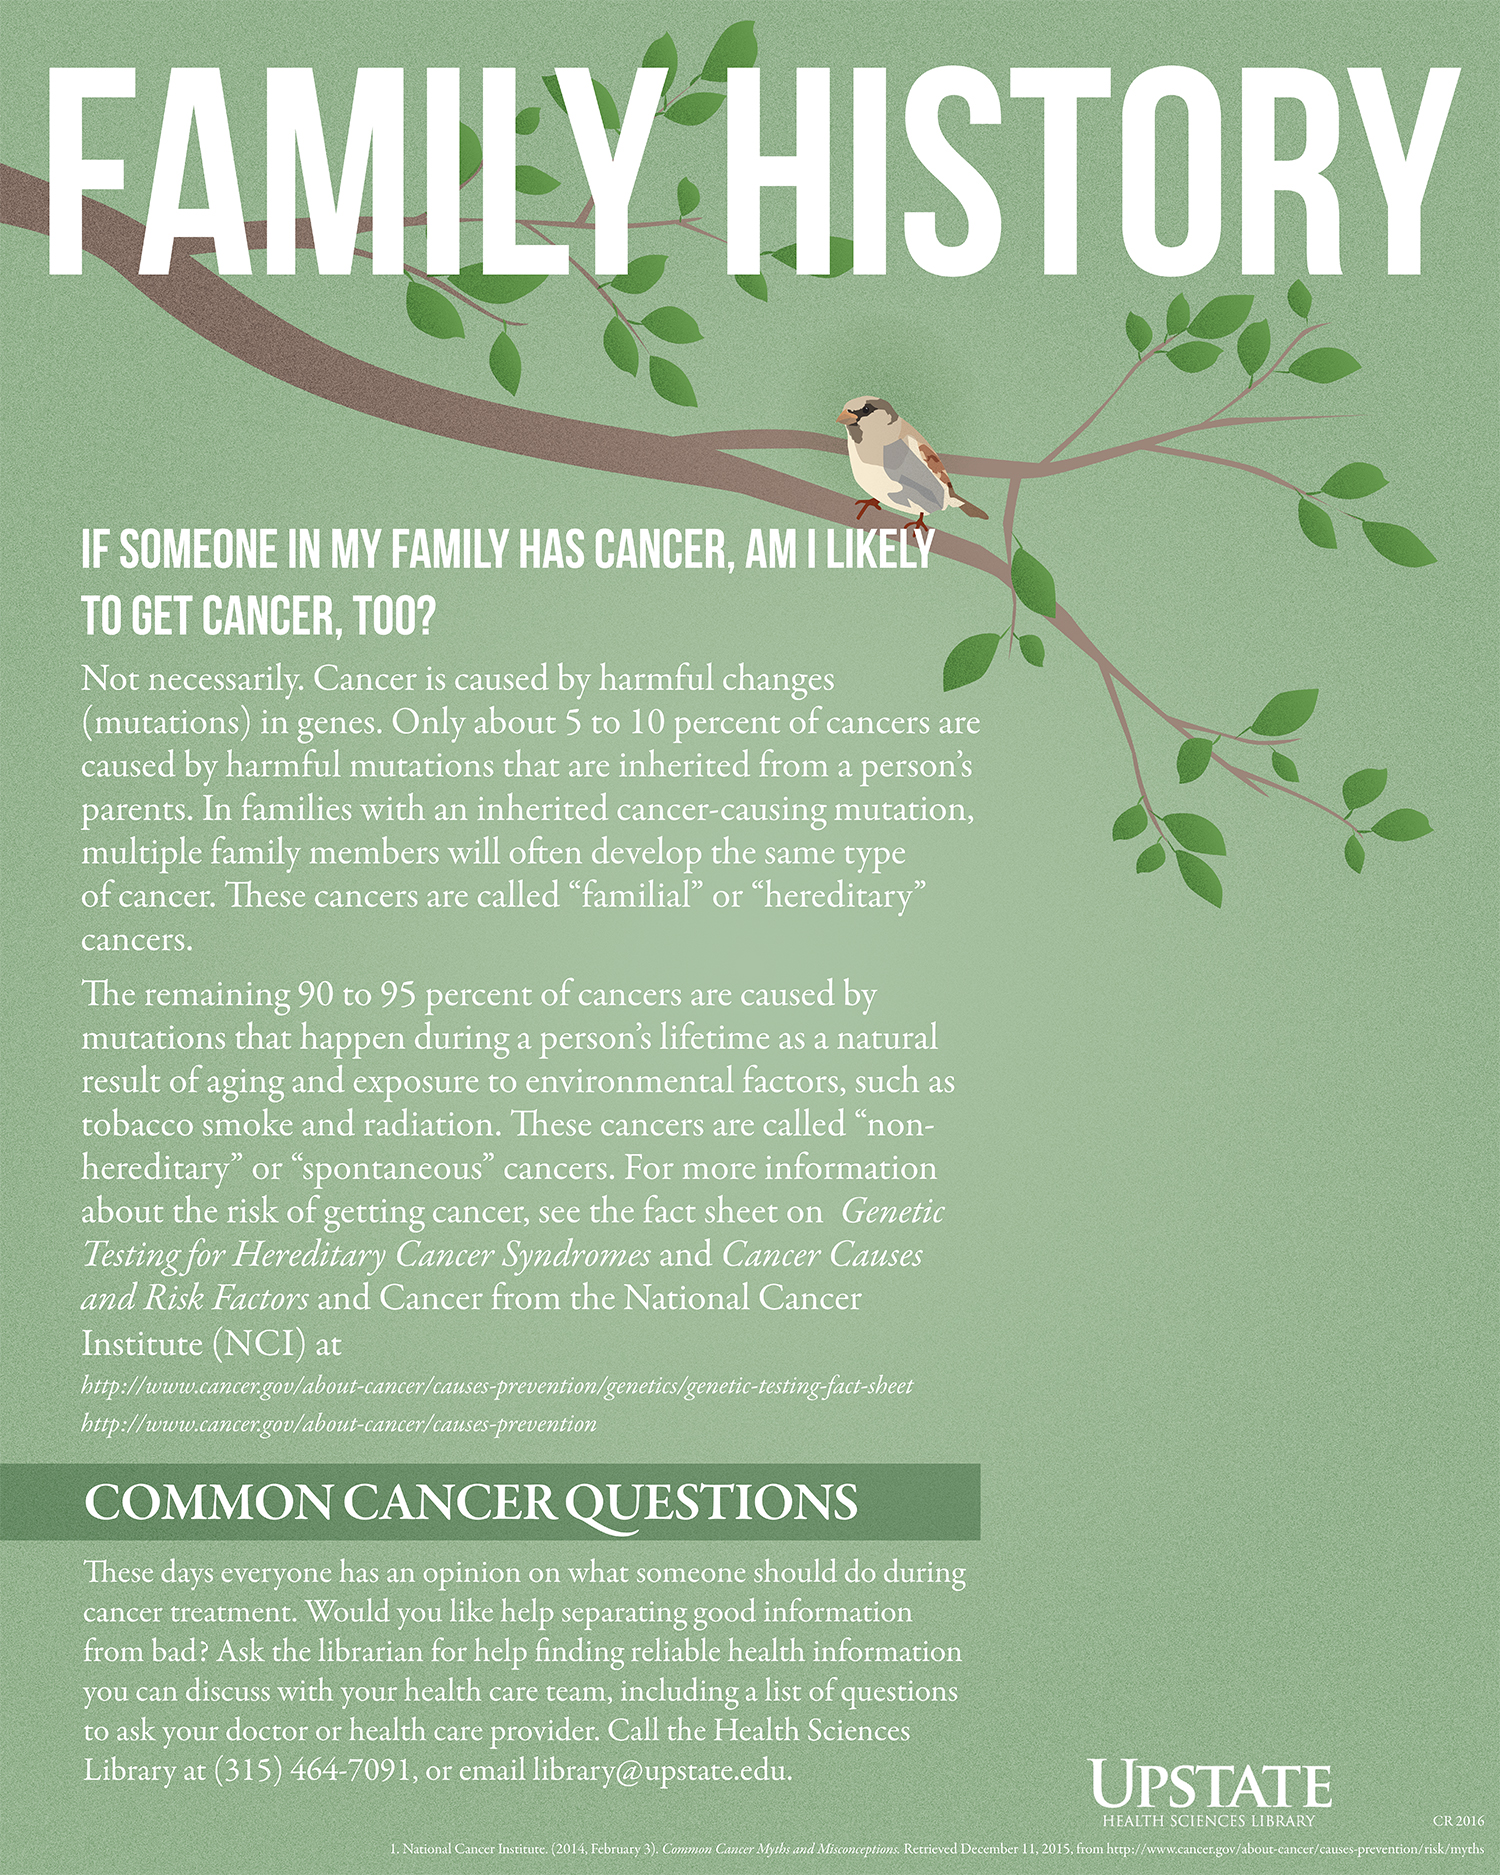 FAMILY HISTORY
IF SOMEONE IN MY FAMILY HAS CANCER, AM I LIKELY
TO GET CANCER, TOO?
Not necessarily. Cancer is caused by harmful changes
(mutations) in genes. Only about 5 to 10 percent of cancers are
caused by harmful mutations that are inherited from a person’s
parents. In families with an inherited cancer-causing mutation,
multiple family members will often develop the same type
of cancer. These cancers are called “familial” or “hereditary”
cancers.
The remaining 90 to 95 percent of cancers are caused by
mutations that happen during a person’s lifetime as a natural
result of aging and exposure to environmental factors, such as
tobacco smoke and radiation. These cancers are called “non-
hereditary” or “spontaneous” cancers. For more information
about the risk of getting cancer, see the fact sheet on Genetic
Testing for Hereditary Cancer Syndromes and Cancer Causes
and Risk Factors and Cancer from the National Cancer
Institute (NCI) at
http://www.cancer.gov/about-cancer/causes-prevention/genetics/genetic-testing-fact-sheet
http://www.cancer.gov/about-cancer/causes-prevention
COMMON CANCER QUESTIONS
These days everyone has an opinion on what someone should do during
cancer treatment. Would you like help separating good information
from bad? Ask the librarian for help finding reliable health information
you can discuss with your health care team, including a list of questions
to ask your doctor or health care provider. Call the Health Sciences
Library at (315) 464-7091, or email library@upstate.edu.
UPSTATE
HEALTH SCIENCES LIBRARY
CR 2016
1. National Cancer Institute. (2014, February 3). Common Cancer Myths and Misconceptions. Retrieved December 11, 2015, from http://www.cancer.gov/about-cancer/causes-prevention/risk/myths